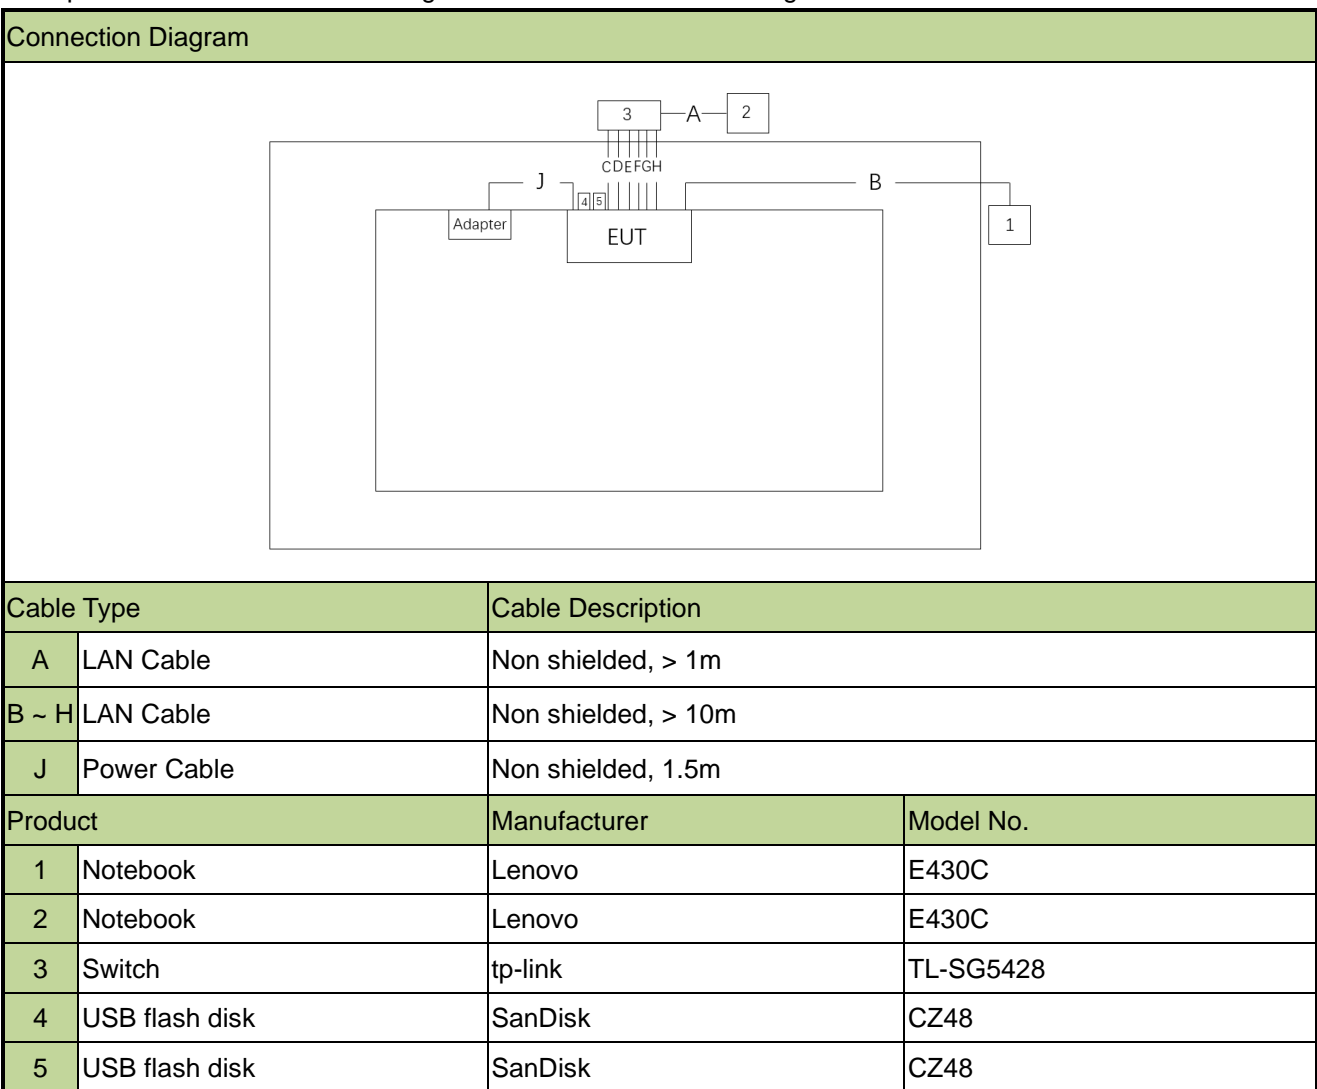 Connection Diagram
3 A 2
CDEFGH
J B
4 5
Adapter EUT 1
Cable Type Cable Description
A LAN Cable Non shielded, > 1m
B ~ H LAN Cable Non shielded, > 10m
J Power Cable Non shielded, 1.5m
Product Manufacturer Model No.
1 Notebook Lenovo E430C
2 Notebook Lenovo E430C
3 Switch tp-link TL-SG5428
4 USB flash disk SanDisk CZ48
5 USB flash disk SanDisk CZ48